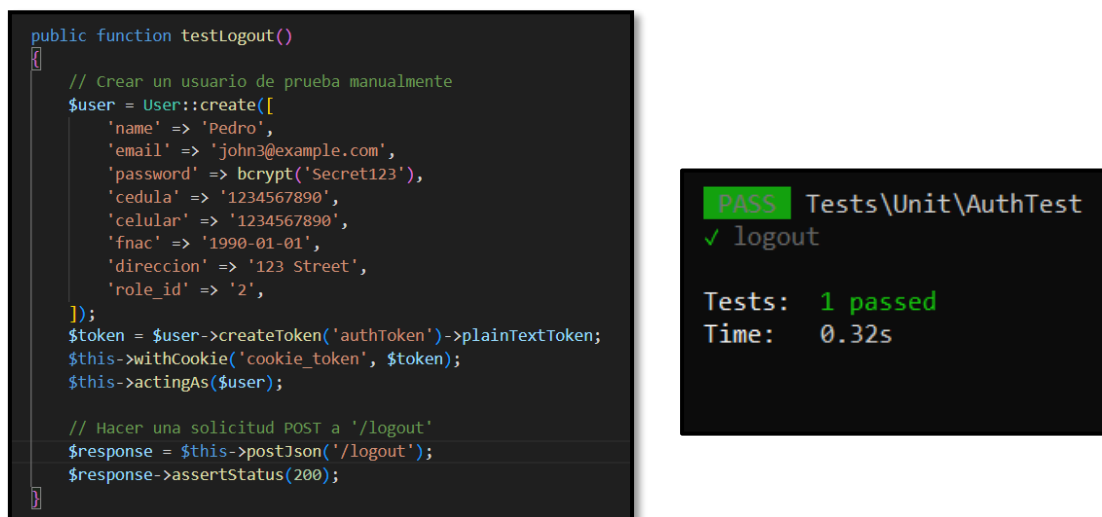 public function testLogout()
{
// Crear un usuario de prueba manualmente
$user = User::create([
'name' => 'Pedro',
'email' => 'john3@example.com',
'password' => bcrypt('Secret123'),
'cedula' => '1234567890',
'celular' => '1234567890',
'fnac' => '1990-01-01',
'direccion' => '123 Street',
'role_id' => '2',
]);
$token = $user->createToken('authToken')->plainTextToken;
$this->withCookie('cookie_token', $token);
$this->actingAs($user);
// Hacer una solicitud POST a '/logout'
$response = $this->postJson('/logout');
$response->assertStatus(200);
}
PASS Tests\Unit\AuthTest
✓ logout
Tests: 1 passed
Time: 0.32s